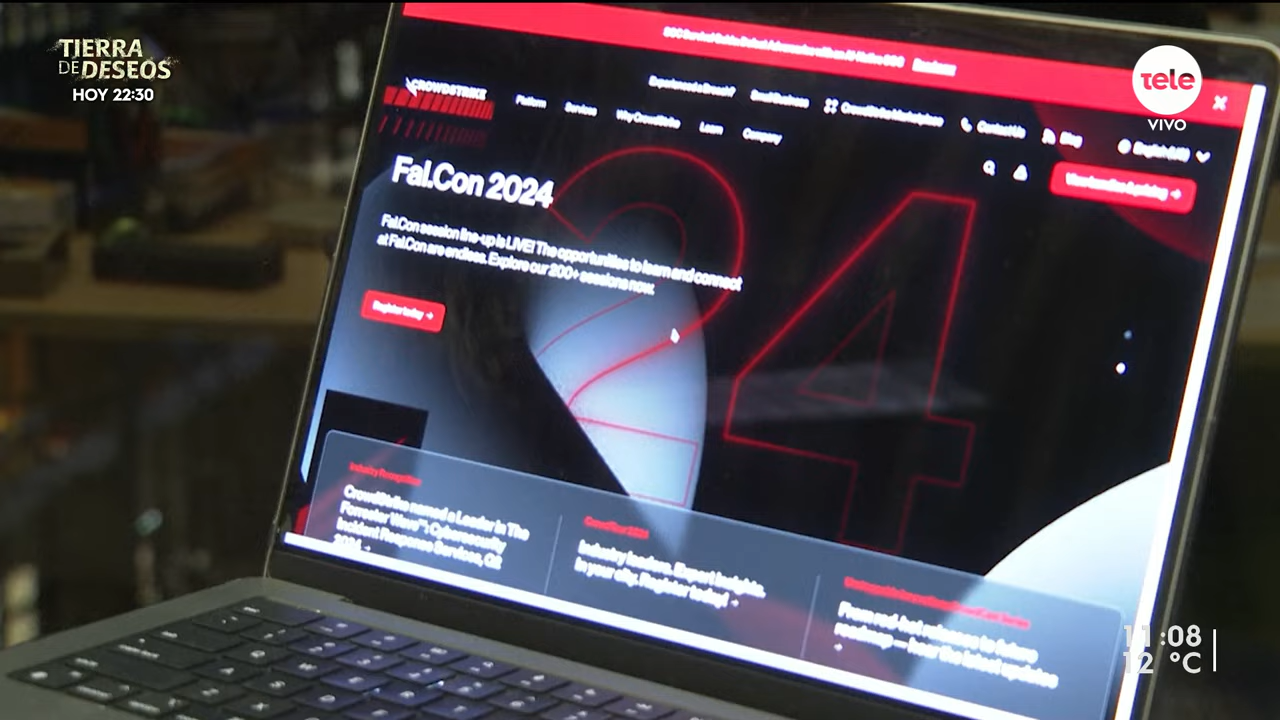 TIERRA
DE DESEOS
HOY 22:30
tele
VIVO
CROWDSTRIKE
Experienced a Breach?
Small Business
CrowdStrike Marketplace
Contact Us
Blog
English (US)
Platform
Services
Why CrowdStrike
Learn
Company
Fal.Con 2024
Fal.Con session line-up is LIVE! The opportunities to learn and connect
at Fal.Con are endless. Explore our 200+ sessions now.
Register today →
24
Industry Recognition
CrowdStrike named a Leader in The
Forrester Wave™: Cybersecurity
Incident Response Services, Q2
2024 →
Industry leaders. Expert insights.
In your city. Register today! →
From red-hot releases to future
roadmap — hear the latest updates
→
11:08
12 °C